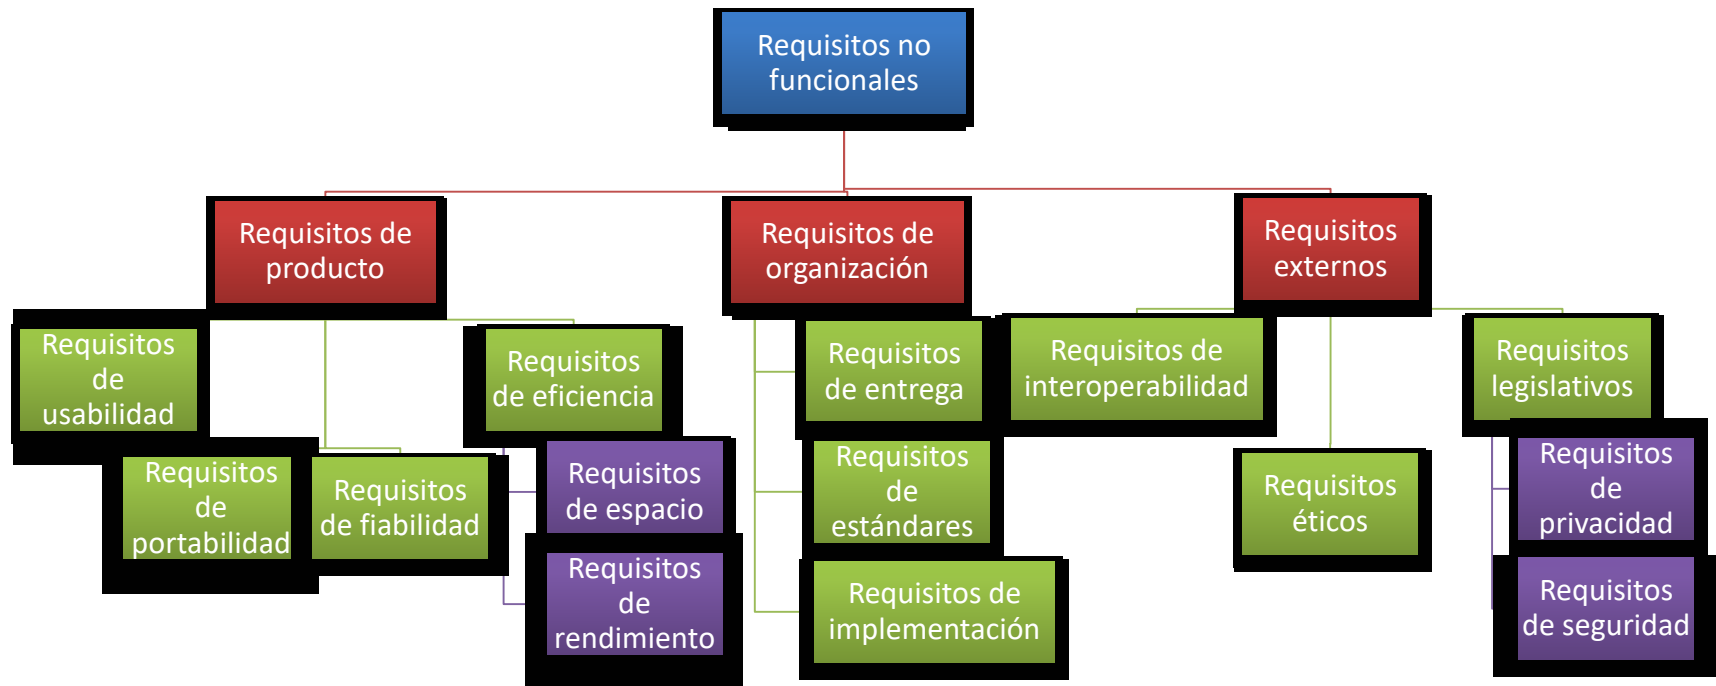 Requisitos no
funcionales
Requisitos de
producto
Requisitos de
organización
Requisitos
externos
Requisitos
de
usabilidad
Requisitos
de eficiencia
Requisitos
de entrega
Requisitos de
interoperabilidad
Requisitos
legislativos
Requisitos
de
portabilidad
Requisitos
de fiabilidad
Requisitos
de espacio
Requisitos
de
estándares
Requisitos
éticos
Requisitos
de
privacidad
Requisitos
de
rendimiento
Requisitos de
implementación
Requisitos
de seguridad